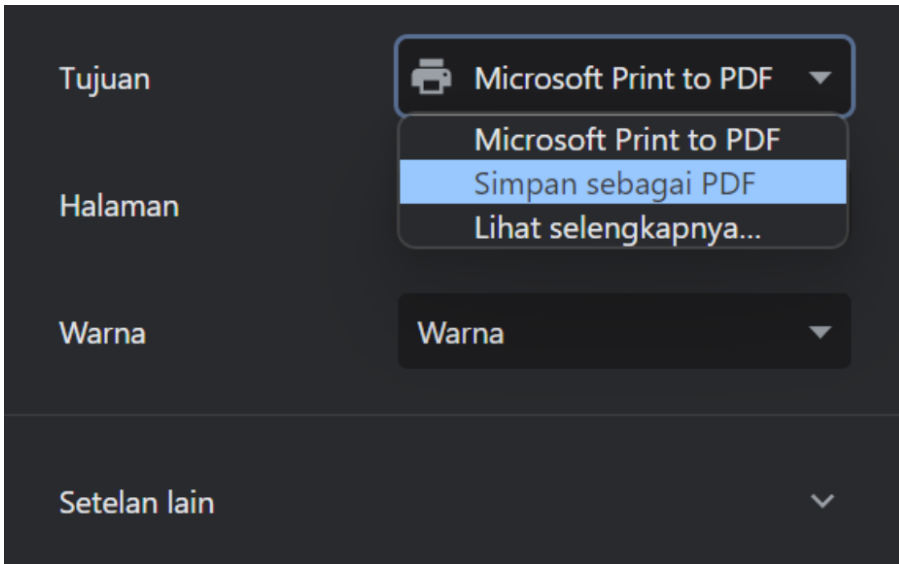 Tujuan
Microsoft Print to PDF
Microsoft Print to PDF
Simpan sebagai PDF
Halaman
Lihat selengkapnya...
Warna
Warna
Setelan lain